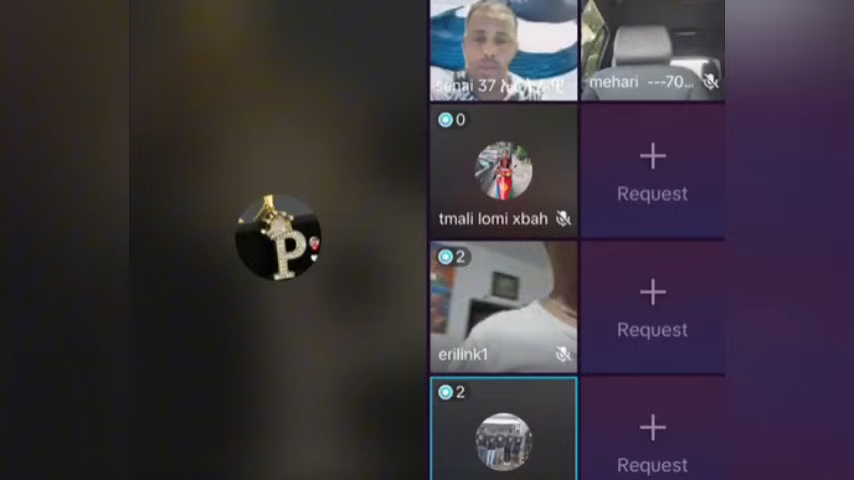 senai 37
mehari ---70...
0
tmali lomi xbah
Request
2
erilink1
Request
2
Request
P